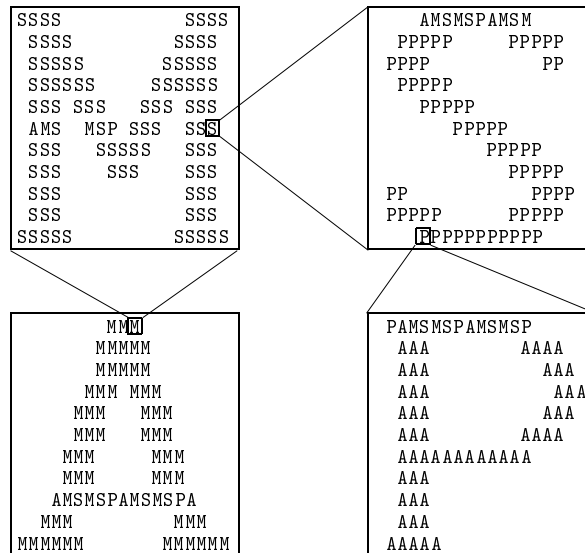 SSSS SSSS
SSSS SSSS
SSSSS SSSSS
SSSSSS SSSSSS
SSS SSS SSS SSS
AMS MSP SSS SSS
SSS SSSSS SSS
SSS SSS SSS
SSS SSS
SSS SSS
SSSSS SSSSS
AMSMSPAMSM
PPPPP PPPPP
PPPP PP
PPPPP
PPPPP
PPPPP
PPPPP
PPPPP
PP PPPP
PPPPP PPPPP
PPPPPPPPPPP
MMM
MMMMM
MMMMM
MMM MMM
MMM MMM
MMM MMM
MMM MMM
MMM MMM
AMSMSPAMSMSPA
MMM MMM
MMMMMM MMMMMM
PAMSMSPAMSMSP
AAA AAAA
AAA AAA
AAA AAA
AAA AAA
AAA AAAA
AAAAAAAAAAAA
AAA
AAA
AAA
AAAAA